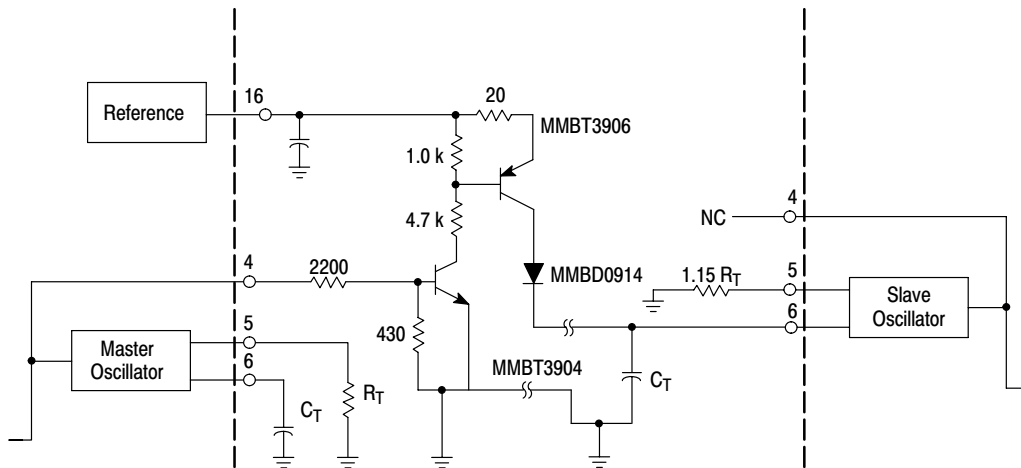 Reference
16
20
MMBT3906
1.0 k
4.7 k
4
NC
4
2200
MMBD0914
1.15 RT
5
6
Slave
Oscillator
430
5
6
Master
Oscillator
MMBT3904
CT
RT
CT